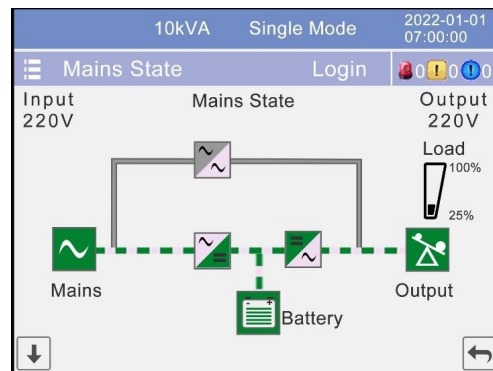 10kVA Single Mode 2022-01-01
07:00:00
Mains State Login 0 ! 0 ! 0
Input Mains State Output
220V 220V
Load
100%
25%
Mains Output
Battery